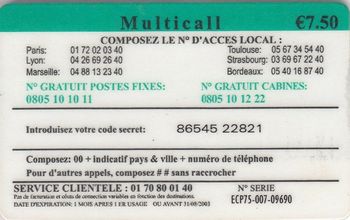 Multicall €7.50
COMPOSEZ LE N° D'ACCES LOCAL :
Paris: 01 72 02 03 40 Toulouse: 05 67 34 54 40
Lyon: 04 26 69 26 40 Strasbourg: 03 69 67 22 40
Marseille: 04 88 13 23 40 Bordeaux: 05 40 16 87 40
N° GRATUIT POSTES FIXES: N° GRATUIT CABINES:
0805 10 10 11 0805 10 12 22
Introduisez votre code secret: 86545 22821
Composez: 00 + indicatif pays & ville + numéro de téléphone
Pour d'autres appels, composez # # sans raccrocher
SERVICE CLIENTELE : 01 70 80 01 40 N° SERIE
Pas de facturation et coûts de connexion. Variables selon les destinations.
DATE D'EXPIRATION : 1 MOIS APRES 1 ER USAGE OU AVANT 31/08/2003 ECP75-007-09690